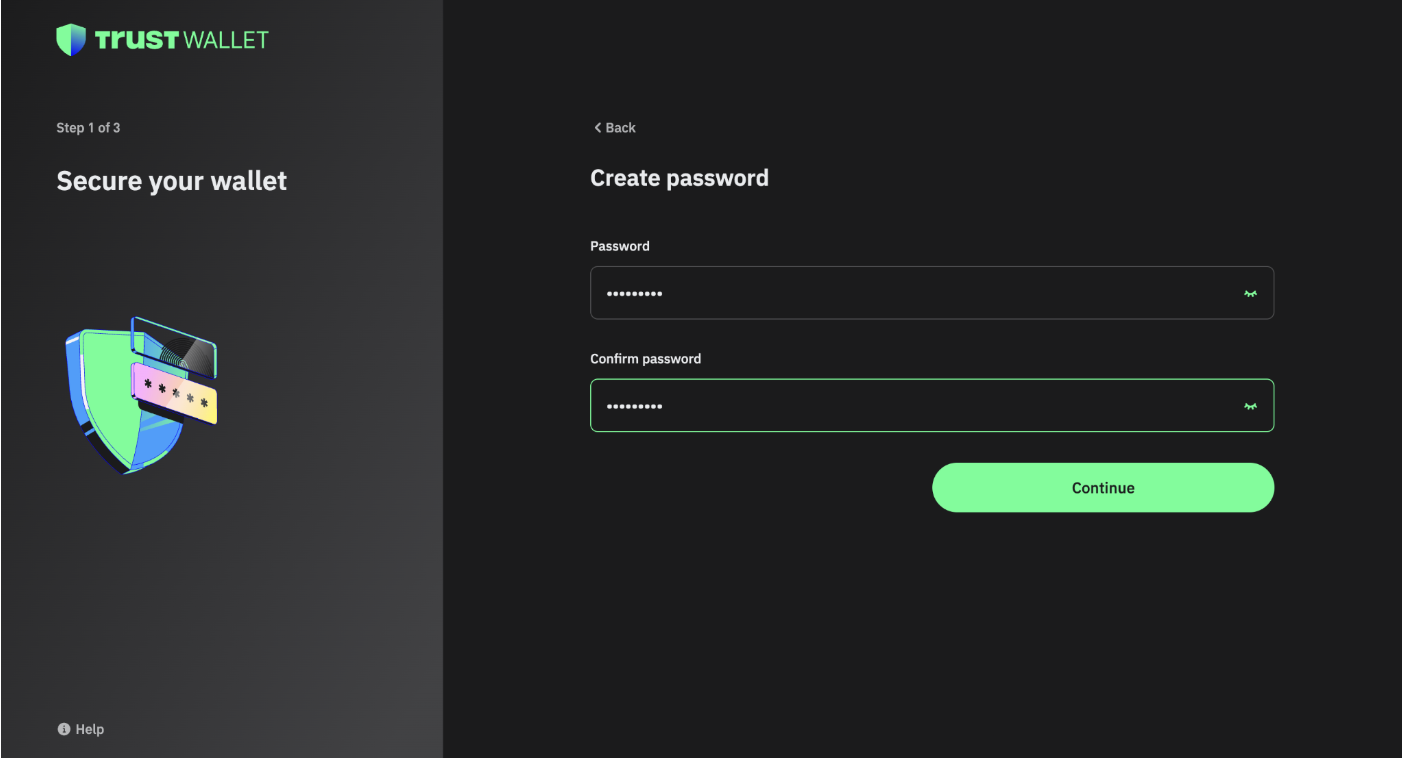 TRUST WALLET
Step 1 of 3
Secure your wallet
* * * * *
Help
Back
Create password
Password
•••••••••
Confirm password
•••••••••
Continue